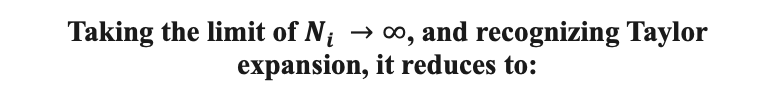 Taking the limit of Nᵢ → ∞, and recognizing Taylor
expansion, it reduces to: